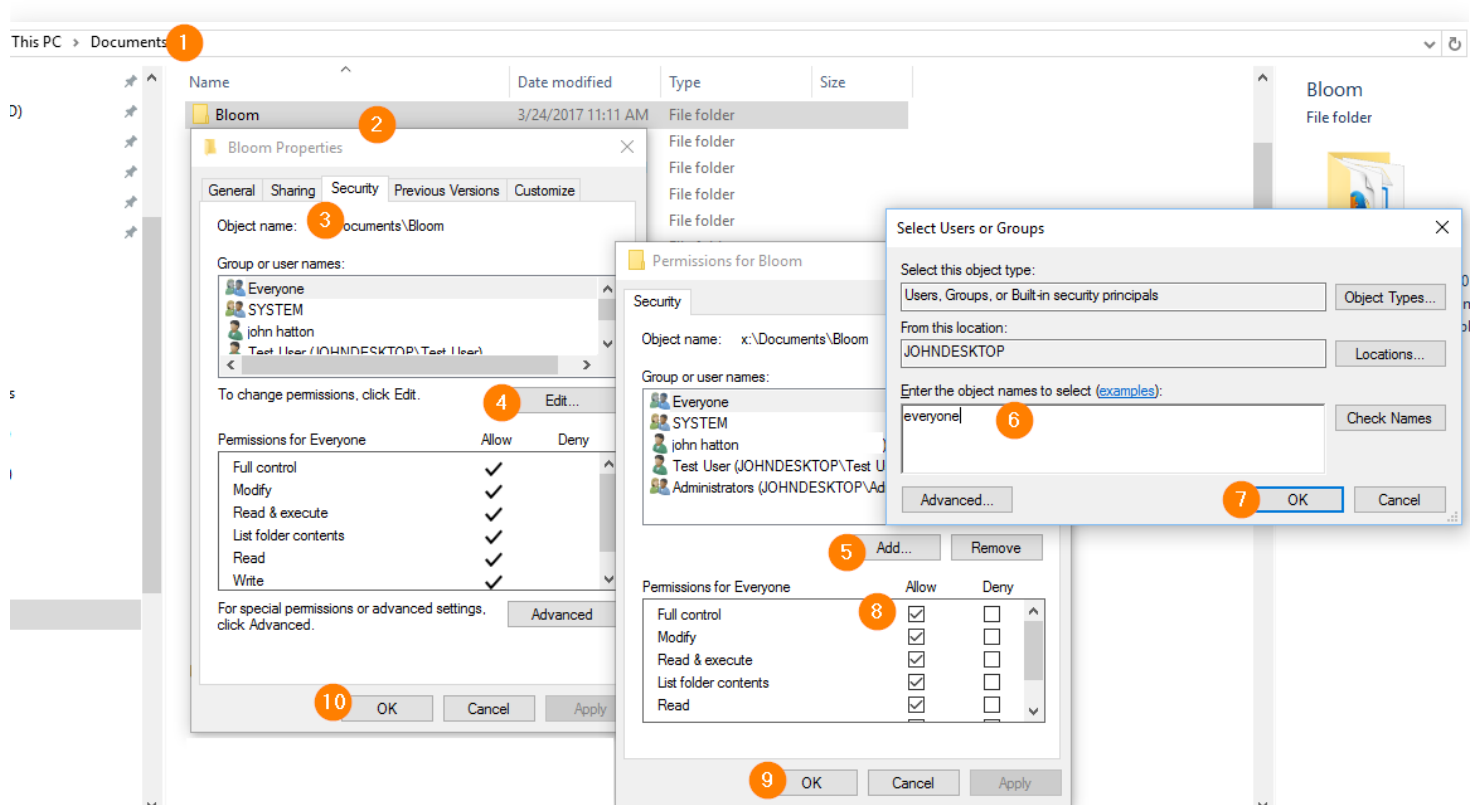 This PC > Documents 1
Name Date modified Type Size
Bloom 3/24/2017 11:11 AM File folder
2
File folder
File folder
File folder
File folder
D)
s
)
Bloom
File folder
Bloom Properties
General Sharing Security Previous Versions Customize
3
Object name: ocuments\Bloom
Group or user names:
Everyone
SYSTEM
john hatton
Test User (JOHNDESKTOP\Test User)
To change permissions, click Edit.
4 Edit...
Permissions for Everyone Allow Deny
Full control
Modify
Read & execute
List folder contents
Read
Write
For special permissions or advanced settings,
click Advanced.
Advanced
10 OK Cancel Apply
Permissions for Bloom
Security
Object name: x:\Documents\Bloom
Group or user names:
Everyone
SYSTEM
john hatton )
Test User (JOHNDESKTOP\Test U
Administrators (JOHNDESKTOP\Ad
5 Add... Remove
Permissions for Everyone Allow Deny
8
Full control
Modify
Read & execute
List folder contents
Read
9 OK Cancel Apply
Select Users or Groups
Select this object type:
Users, Groups, or Built-in security principals Object Types...
From this location:
JOHNDESKTOP Locations...
Enter the object names to select (examples):
everyone 6 Check Names
Advanced... 7 OK Cancel